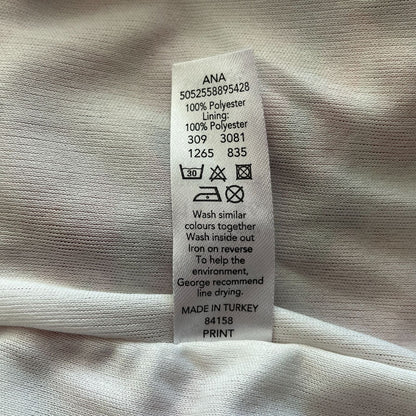 ANA
5052558895428
100% Polyester
Lining:
100% Polyester
309 3081
1265 835
30
Wash similar
colours together
Wash inside out
Iron on reverse
To help the
environment,
George recommend
line drying.
MADE IN TURKEY
84158
PRINT